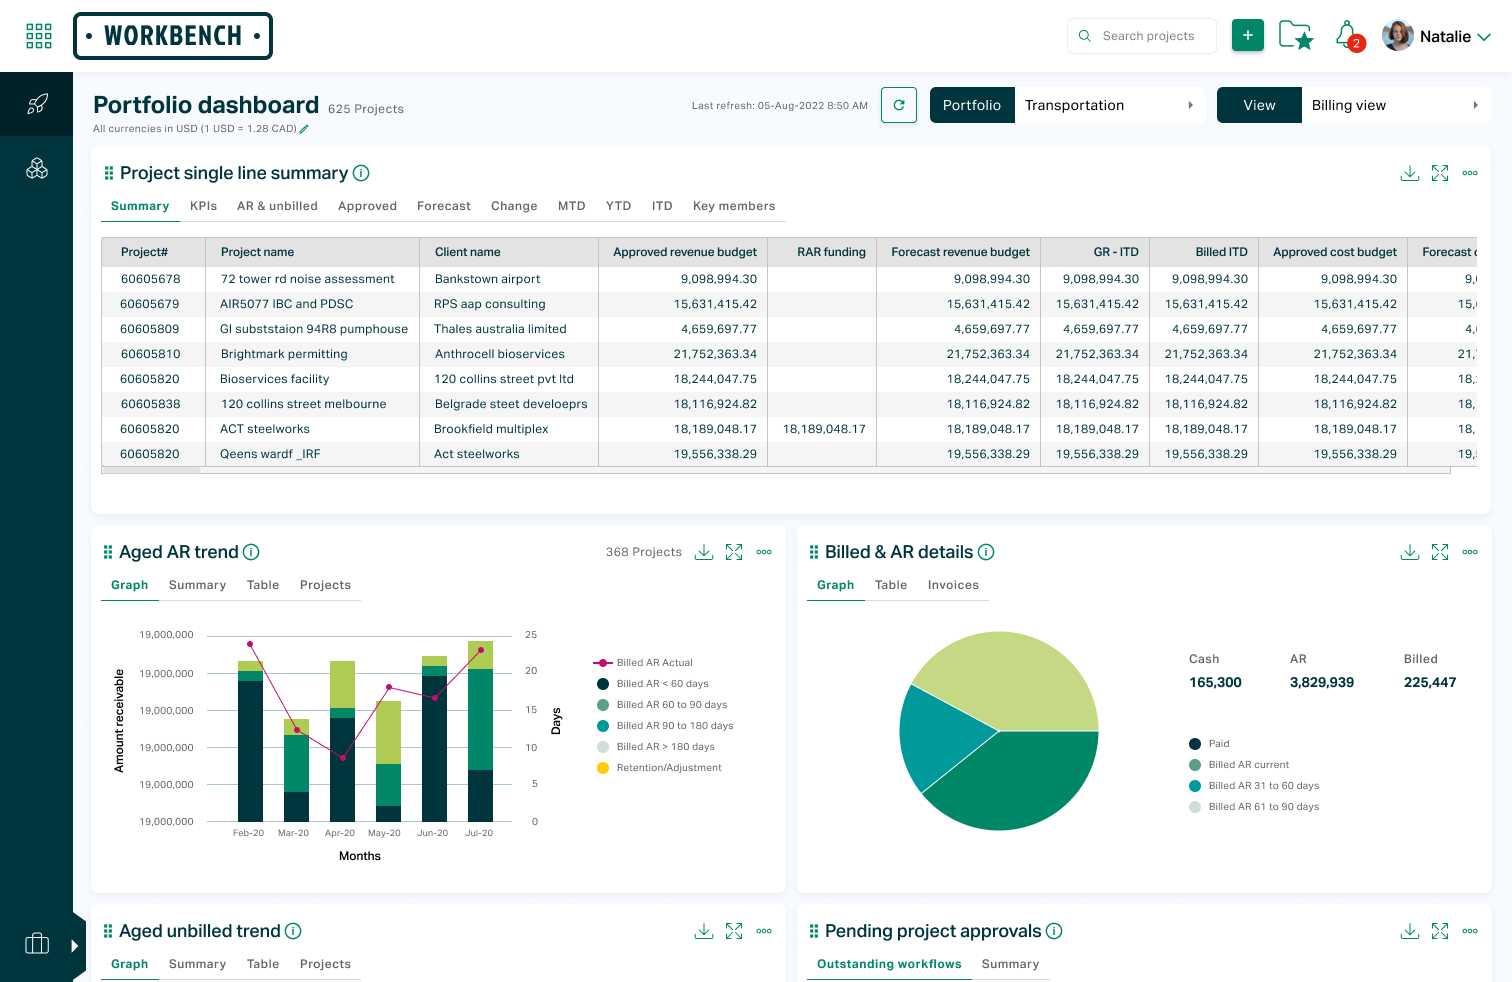 WORKBENCH
Search projects
+
2
Natalie
Portfolio dashboard 625 Projects
All currencies in USD (1 USD = 1.28 CAD)
Last refresh: 05-Aug-2022 8:50 AM
Portfolio Transportation
View Billing view
Project single line summary
Summary KPIs AR & unbilled Approved Forecast Change MTD YTD ITD Key members
Project# Project name Client name Approved revenue budget RAR funding Forecast revenue budget GR - ITD Billed ITD Approved cost budget Forecast c
60605678 72 tower rd noise assessment Bankstown airport 9,098,994.30 9,098,994.30 9,098,994.30 9,098,994.30 9,098,994.30 9,0
60605679 AIR5077 IBC and PDSC RPS aap consulting 15,631,415.42 15,631,415.42 15,631,415.42 15,631,415.42 15,631,415.42 15,6
60605809 GI subststaion 94R8 pumphouse Thales australia limited 4,659,697.77 4,659,697.77 4,659,697.77 4,659,697.77 4,659,697.77 4,6
60605810 Brightmark permitting Anthrocell bioservices 21,752,363.34 21,752,363.34 21,752,363.34 21,752,363.34 21,752,363.34 21,7
60605820 Bioservices facility 120 collins street pvt ltd 18,244,047.75 18,244,047.75 18,244,047.75 18,244,047.75 18,244,047.75 18,
60605838 120 collins street melbourne Belgrade steet develoeprs 18,116,924.82 18,116,924.82 18,116,924.82 18,116,924.82 18,116,924.82 18,
60605820 ACT steelworks Brookfield multiplex 18,189,048.17 18,189,048.17 18,189,048.17 18,189,048.17 18,189,048.17 18,189,048.17 18,
60605820 Qeens wardf _IRF Act steelworks 19,556,338.29 19,556,338.29 19,556,338.29 19,556,338.29 19,556,338.29 19,5
Aged AR trend
368 Projects
Graph Summary Table Projects
Amount receivable
19,000,000
19,000,000
19,000,000
19,000,000
19,000,000
19,000,000
25
20
15
10
5
0
Days
Feb-20 Mar-20 Apr-20 May-20 Jun-20 Jul-20
Months
Billed AR Actual
Billed AR < 60 days
Billed AR 60 to 90 days
Billed AR 90 to 180 days
Billed AR > 180 days
Retention/Adjustment
Billed & AR details
Graph Table Invoices
Cash AR Billed
165,300 3,829,939 225,447
Paid
Billed AR current
Billed AR 31 to 60 days
Billed AR 61 to 90 days
Aged unbilled trend
Graph Summary Table Projects
Pending project approvals
Outstanding workflows Summary